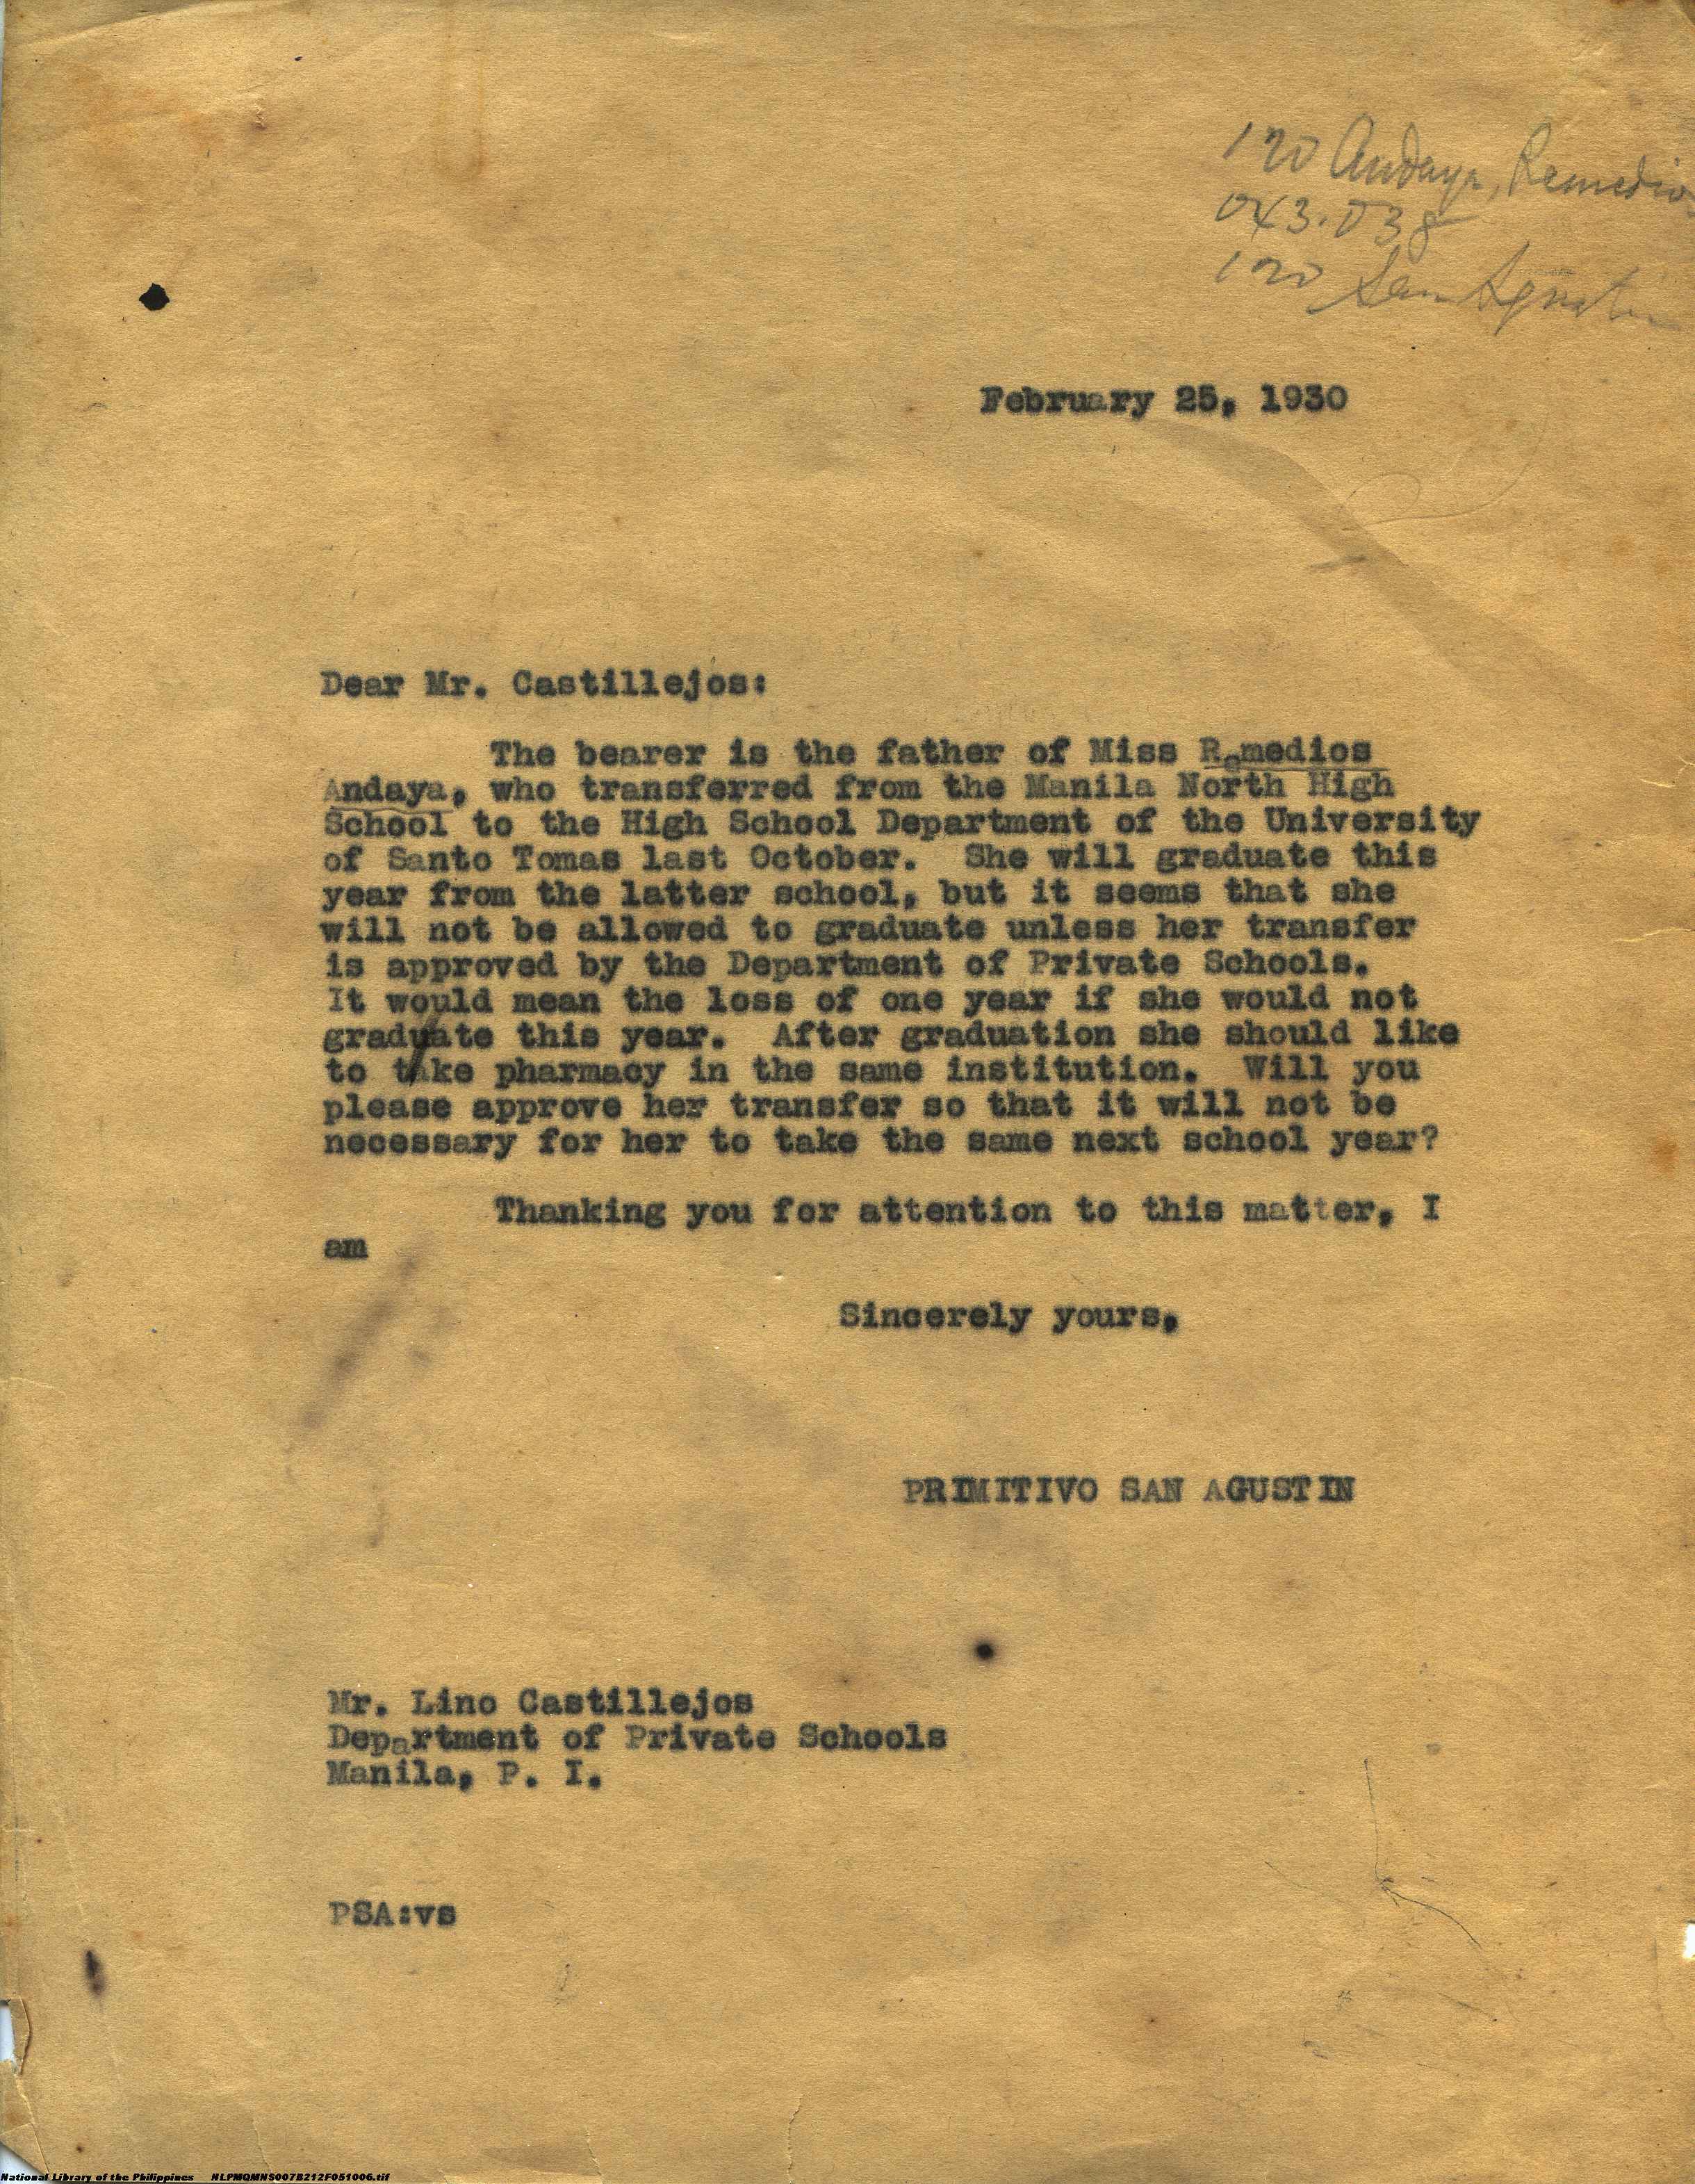 120 Andaya, Remedios
043.038
120 San Agustin
February 25, 1930
Dear Mr. Castillejos:
The bearer is the father of Miss Remedios
Andaya, who transferred from the Manila North High
School to the High School Department of the University
of Santo Tomas last October. She will graduate this
year from the latter school, but it seems that she
will not be allowed to graduate unless her transfer
is approved by the Department of Private Schools.
It would mean the loss of one year if she would not
graduate this year. After graduation she should like
to take pharmacy in the same institution. Will you
please approve her transfer so that it will not be
necessary for her to take the same next school year?
Thanking you for attention to this matter, I
am
Sincerely yours,
PRIMITIVO SAN AGUSTIN
Mr. Lino Castillejos
Department of Private Schools
Manila, P. I.
PSA:vs
National Library of the Philippines NLPMQMNS007B212F051006.tif